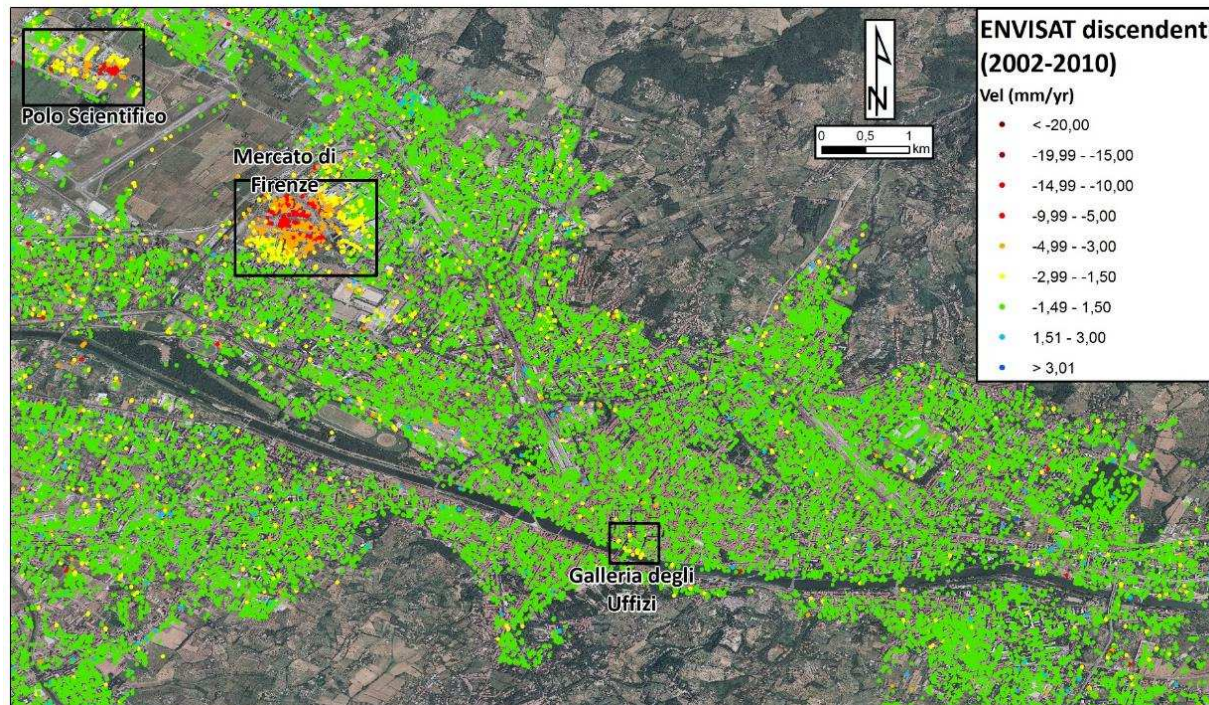 ENVISAT discendent
(2002-2010)
Vel (mm/yr)
< -20,00
-19,99 - -15,00
-14,99 - -10,00
-9,99 - -5,00
-4,99 - -3,00
-2,99 - -1,50
-1,49 - 1,50
1,51 - 3,00
> 3,01
N
0 0,5 1
km
Polo Scientifico
Mercato di
Firenze
Galleria degli
Uffizi